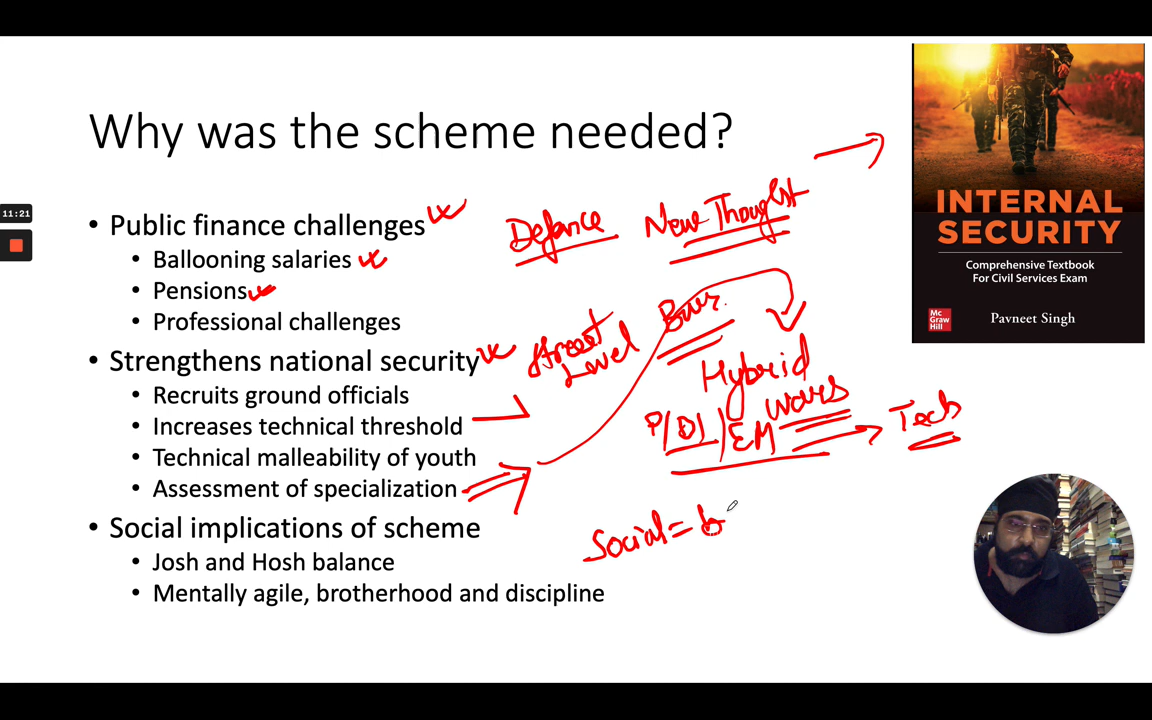 Why was the scheme needed?
11:21
• Public finance challenges
• Ballooning salaries
• Pensions
• Professional challenges
• Strengthens national security
• Recruits ground officials
• Increases technical threshold
• Technical malleability of youth
• Assessment of specialization
• Social implications of scheme
• Josh and Hosh balance
• Mentally agile, brotherhood and discipline
Defence New Thought
Street
Level
Hybrid
Wars
P/DI/EM
Tech
Social = b
INTERNAL
SECURITY
Comprehensive Textbook
For Civil Services Exam
Mc
Graw
Hill
Pavneet Singh